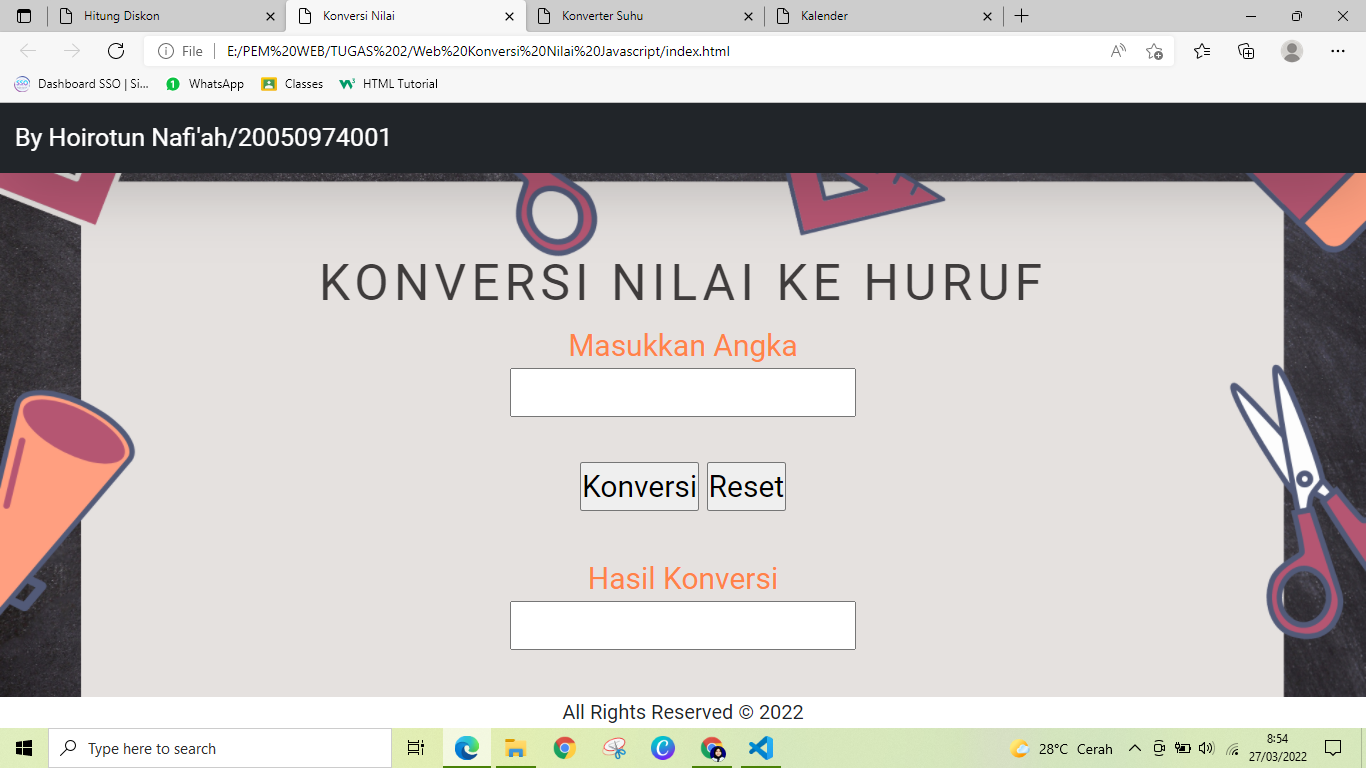 Hitung Diskon
Konversi Nilai
Konverter Suhu
Kalender
File
E:/PEM%20WEB/TUGAS%202/Web%20Konversi%20Nilai%20Javascript/index.html
Dashboard SSO | Si...
WhatsApp
Classes
HTML Tutorial
By Hoirotun Nafi'ah/20050974001
KONVERSI NILAI KE HURUF
Masukkan Angka
Konversi Reset
Hasil Konversi
All Rights Reserved © 2022
Type here to search
28°C Cerah
8:54
27/03/2022